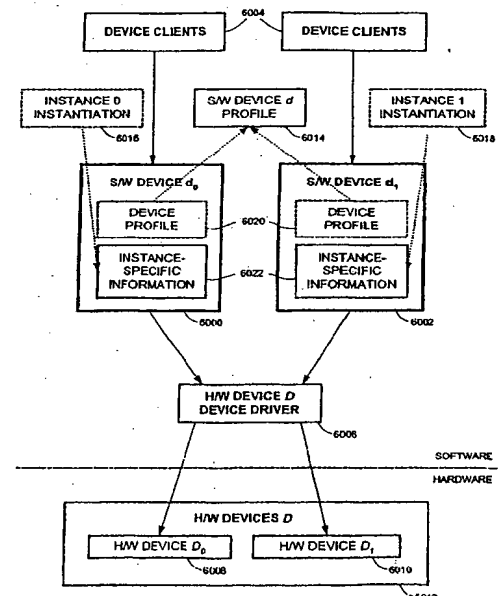 6004
DEVICE CLIENTS
DEVICE CLIENTS
INSTANCE 0
INSTANTIATION
6016
S/W DEVICE d
PROFILE
6014
INSTANCE 1
INSTANTIATION
6018
S/W DEVICE d0
DEVICE
PROFILE
INSTANCE-
SPECIFIC
INFORMATION
6000
6020
6022
S/W DEVICE d1
DEVICE
PROFILE
INSTANCE-
SPECIFIC
INFORMATION
6002
H/W DEVICE D
DEVICE DRIVER
6006
SOFTWARE
HARDWARE
H/W DEVICES D
H/W DEVICE D0
6008
H/W DEVICE D1
6010